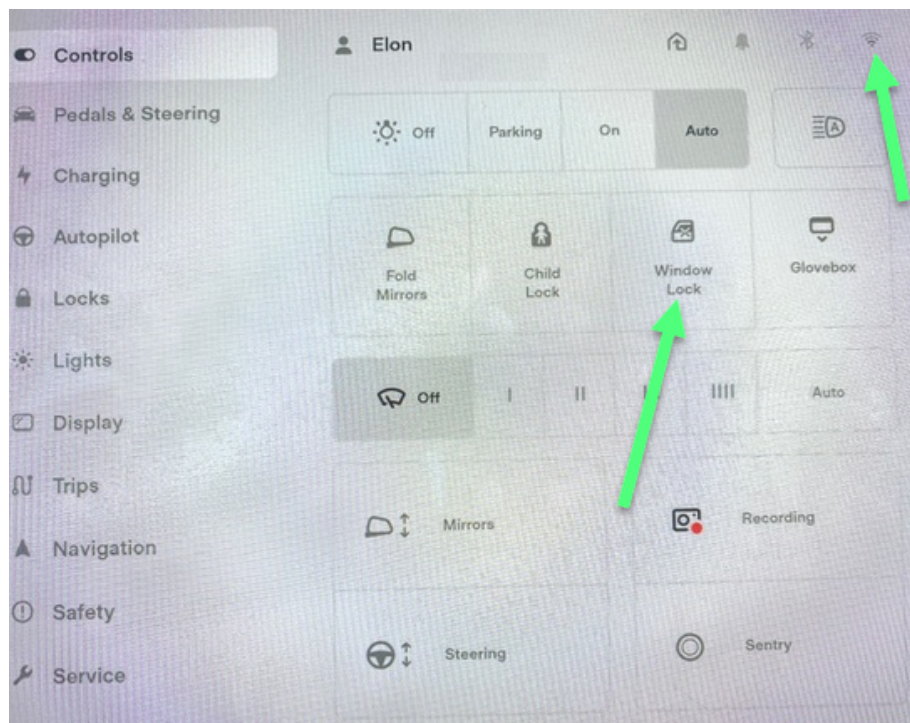 Controls
Pedals & Steering
Charging
Autopilot
Locks
Lights
Display
Trips
Navigation
Safety
Service
Elon
Off Parking On Auto
A
Fold
Mirrors
Child
Lock
Window
Lock
Glovebox
Off I II IIII Auto
Mirrors
Recording
Steering
Sentry